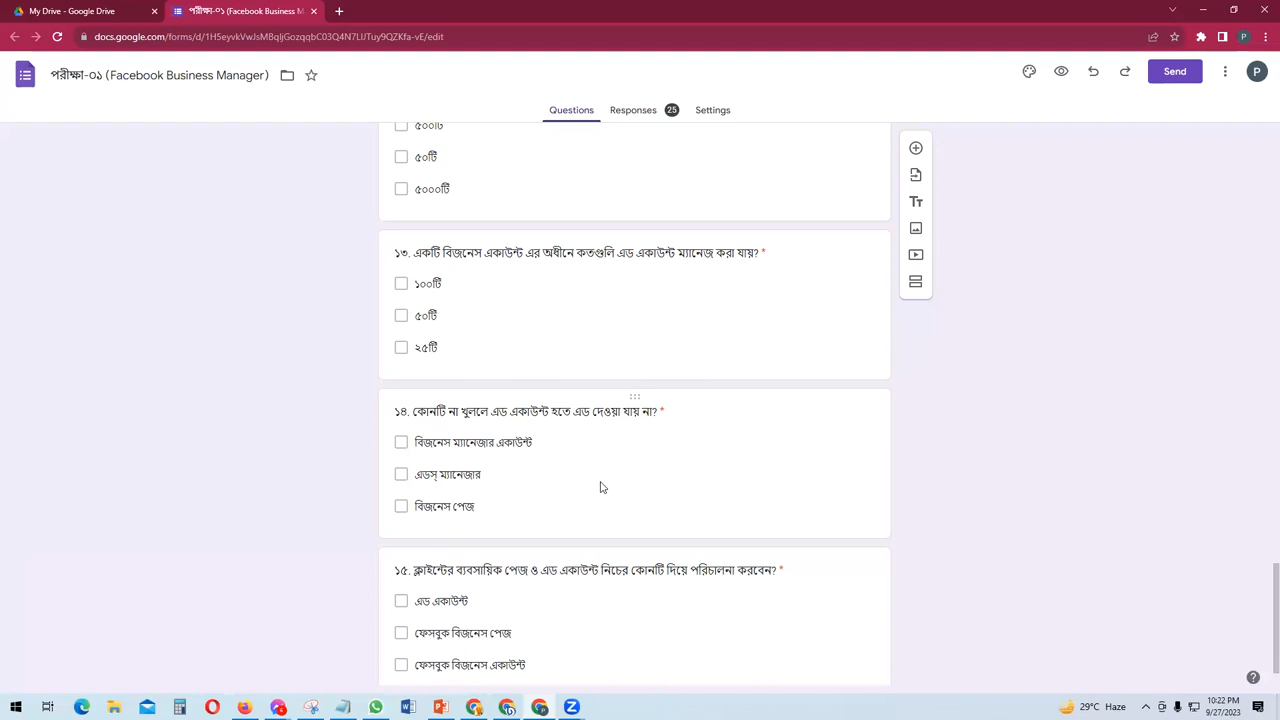 My Drive - Google Drive
পরীক্ষা-০১ (Facebook Business M
docs.google.com/forms/d/1H5eyvkVwJsMBqljGozqqbC03Q4N7LIJTuy9QZKfa-vE/edit
পরীক্ষা-০১ (Facebook Business Manager)
Send
P
Questions
Responses 25
Settings
৫০০টি
৫০টি
৫০০০টি
১৩. একটি বিজনেস একাউন্ট এর অধীনে কতগুলি এড একাউন্ট ম্যানেজ করা যায়? *
১০০টি
৫০টি
২৫টি
১৪. কোনটি না খুললে এড একাউন্ট হতে এড দেওয়া যায় না? *
বিজনেস ম্যানেজার একাউন্ট
এডস্ ম্যানেজার
বিজনেস পেজ
১৫. ক্লাইন্টের ব্যবসায়িক পেজ ও এড একাউন্ট নিচের কোনটি দিয়ে পরিচালনা করবেন? *
এড একাউন্ট
ফেসবুক বিজনেস পেজ
ফেসবুক বিজনেস একাউন্ট
29°C Haze
10:22 PM
9/27/2023